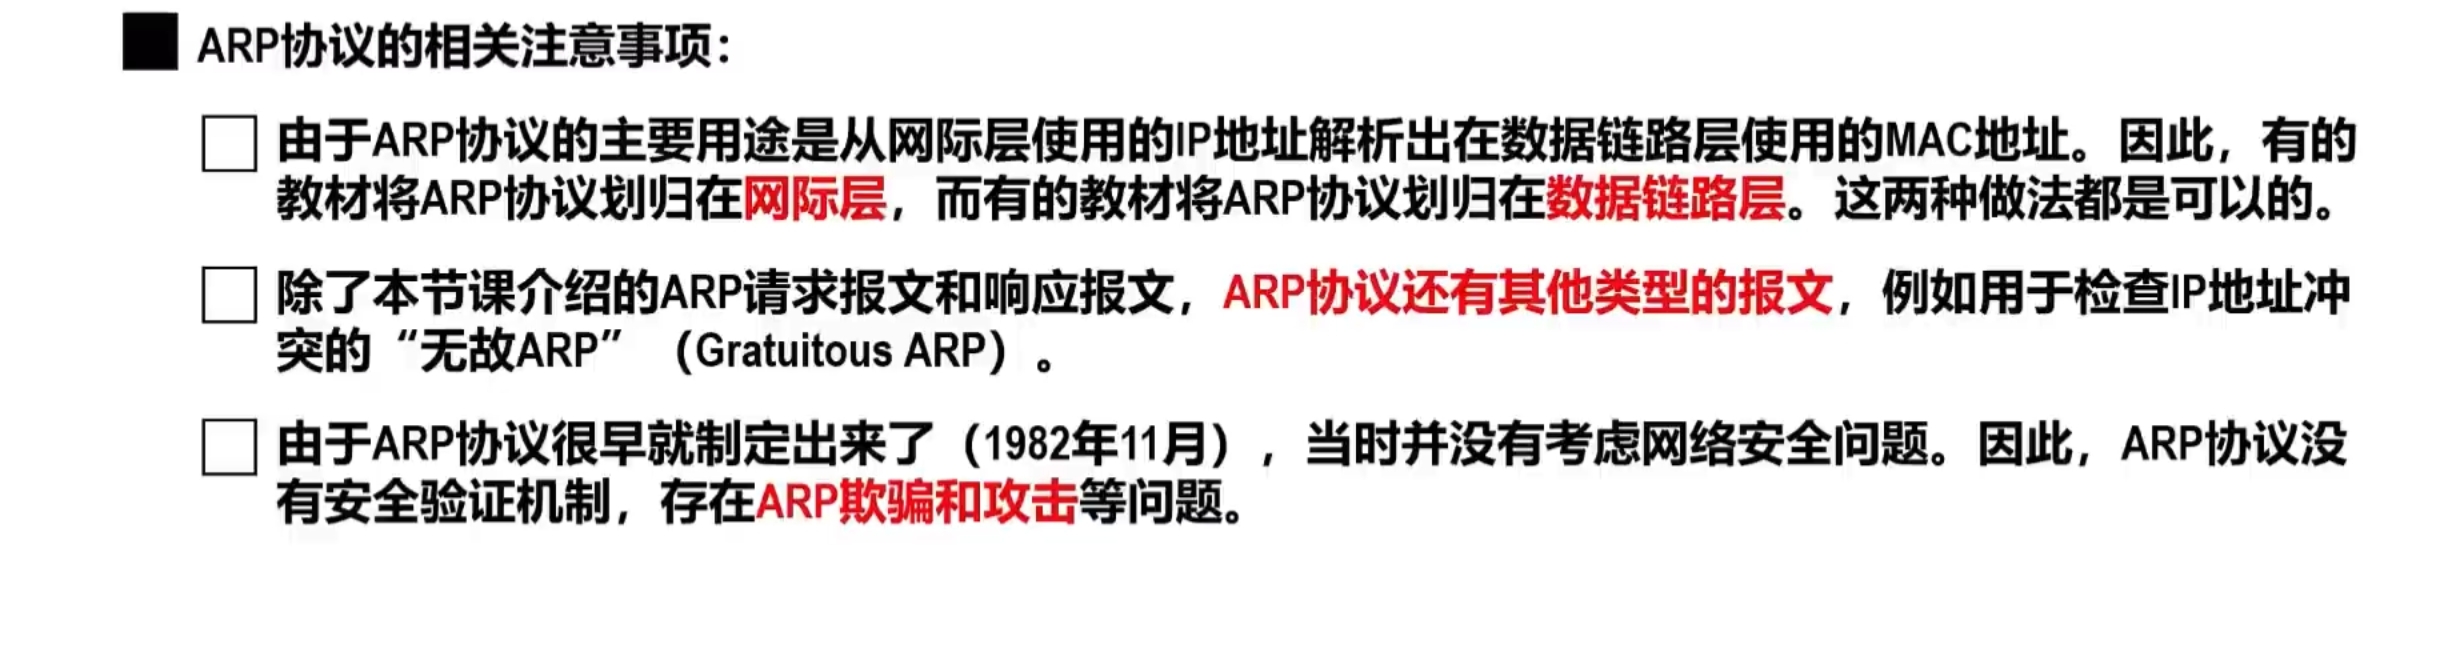 ARP协议的相关注意事项：
由于ARP协议的主要用途是从网际层使用的IP地址解析出在数据链路层使用的MAC地址。因此，有的
教材将ARP协议划归在网际层，而有的教材将ARP协议划归在数据链路层。这两种做法都是可以的。
除了本节课介绍的ARP请求报文和响应报文，ARP协议还有其他类型的报文，例如用于检查IP地址冲
突的“无故ARP”（Gratuitous ARP）。
由于ARP协议很早就制定出来了（1982年11月），当时并没有考虑网络安全问题。因此，ARP协议没
有安全验证机制，存在ARP欺骗和攻击等问题。